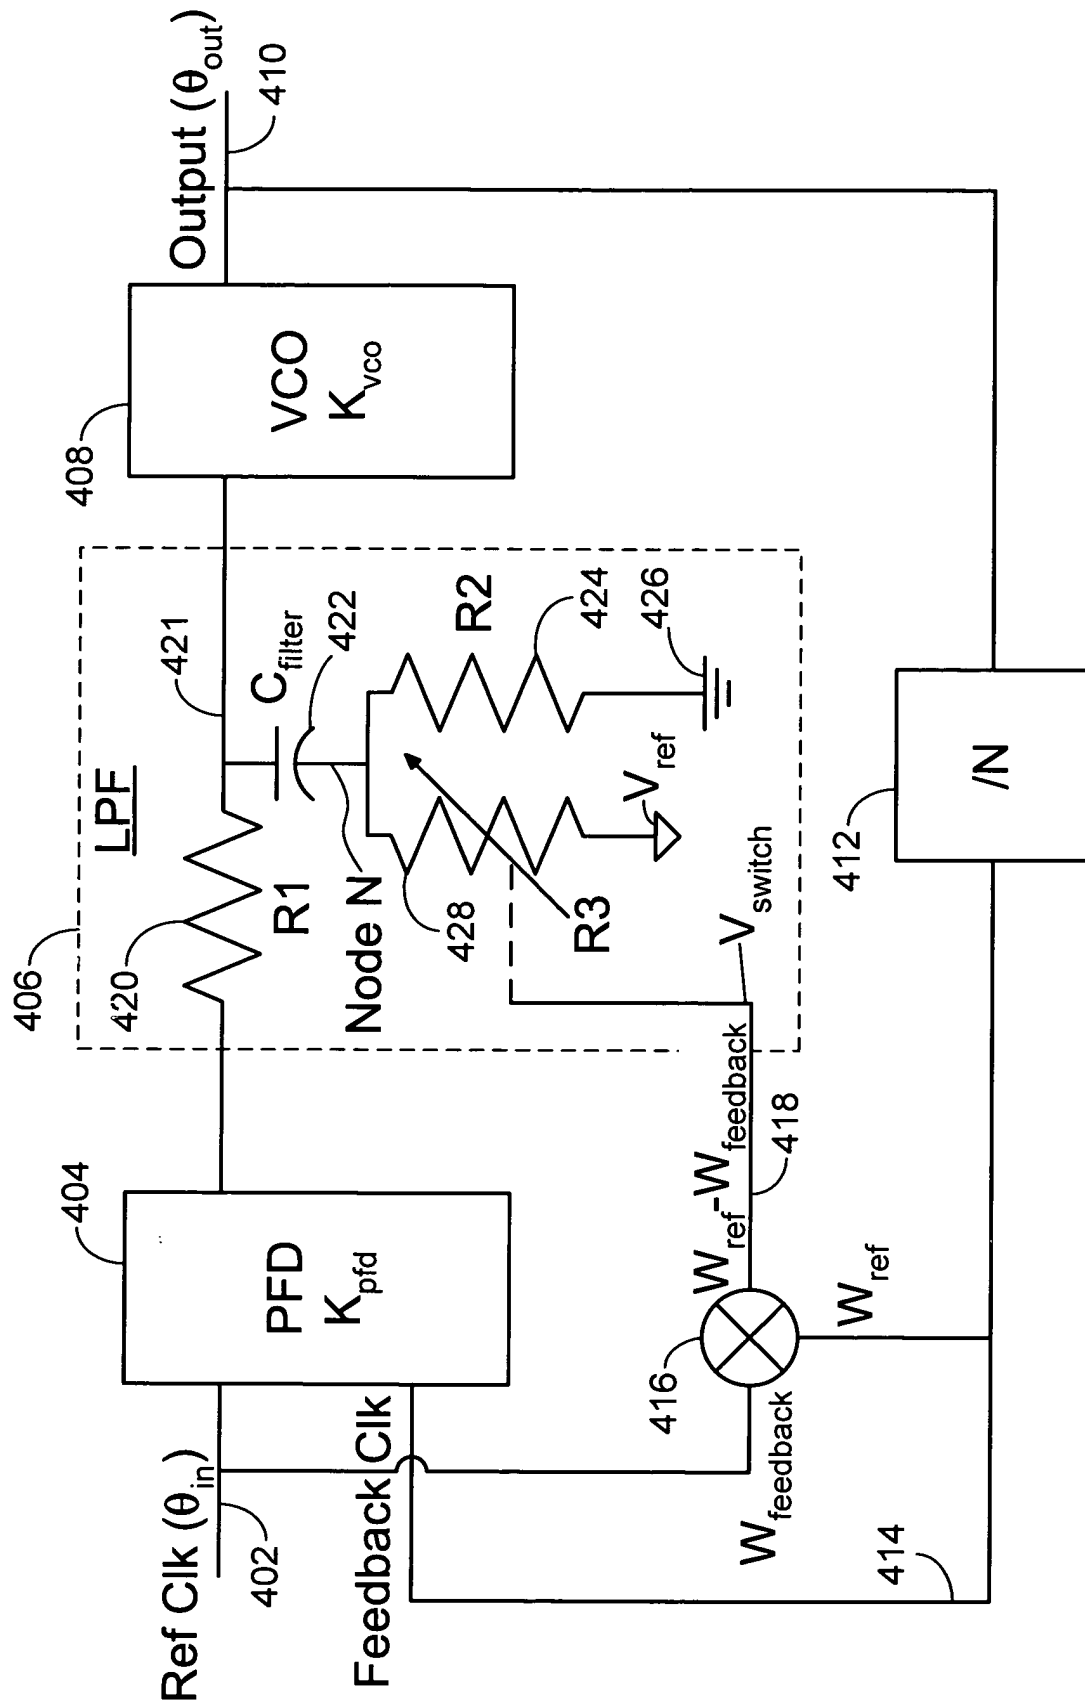 Ref Clk (θin)
402
Feedback Clk
404
PFD
Kpfd
406
LPF
420
R1
421
Cfilter
422
Node N
428
R3
R2
424
426
Vref
Vswitch
408
VCO
Kvco
Output (θout)
410
416
Wref-Wfeedback
418
Wfeedback
Wref
414
412
/N